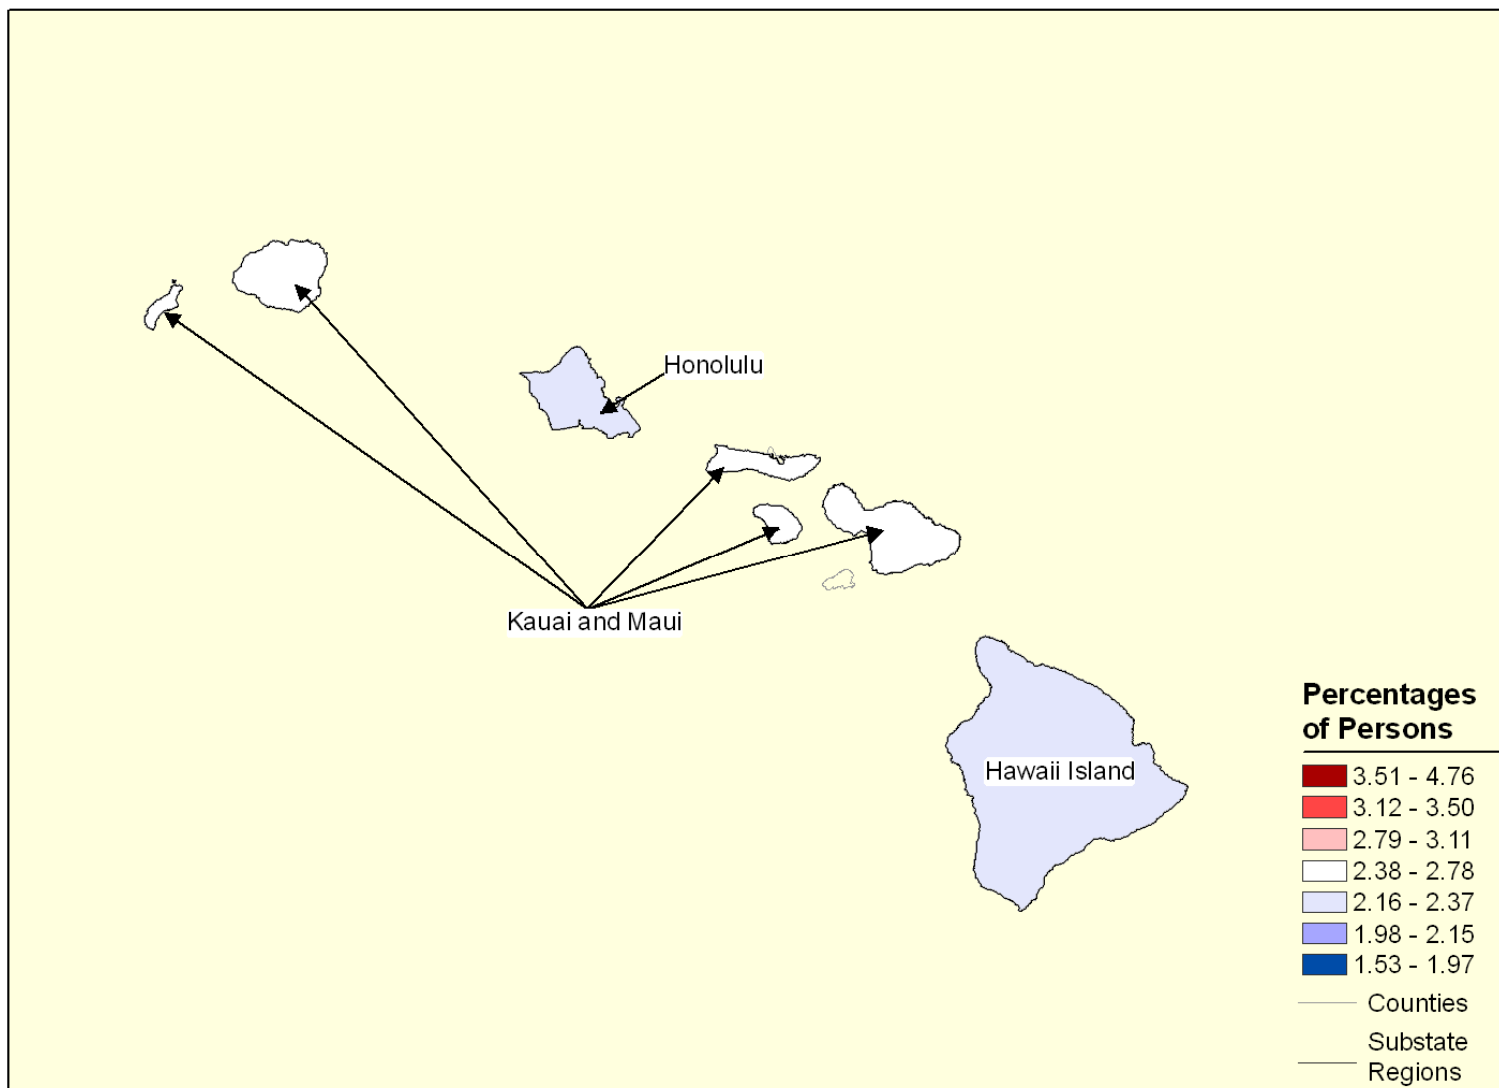 Honolulu
Kauai and Maui
Hawaii Island
Percentages
of Persons
3.51 - 4.76
3.12 - 3.50
2.79 - 3.11
2.38 - 2.78
2.16 - 2.37
1.98 - 2.15
1.53 - 1.97
Counties
Substate
Regions